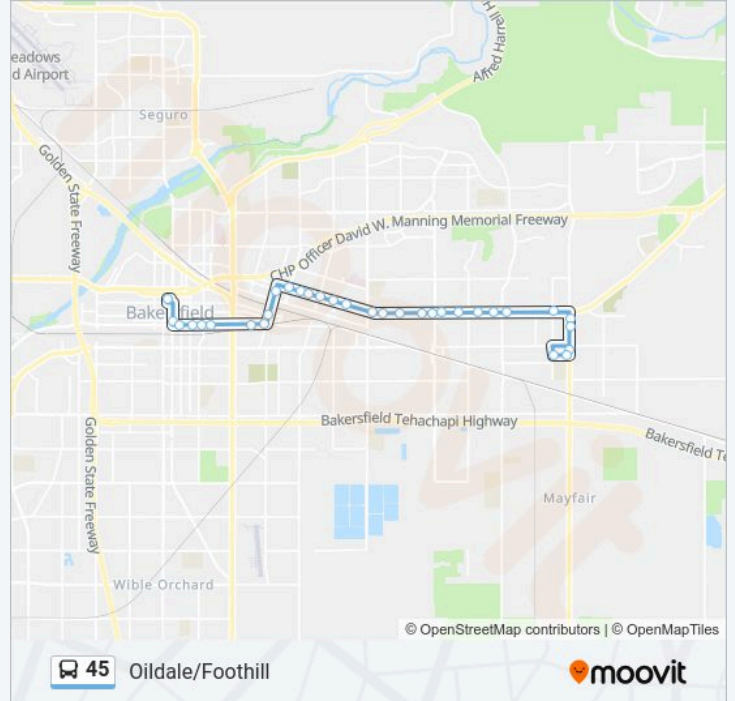 eadows
d Airport
Seguro
Alfred Harrell H
Golden State Freeway
CHP Officer David W. Manning Memorial Freeway
Bakersfield
Bakersfield Tehachapi Highway
Bakersfield Te
Golden State Freeway
Mayfair
Wible Orchard
© OpenStreetMap contributors | © OpenMapTiles
45 Oildale/Foothill
moovit